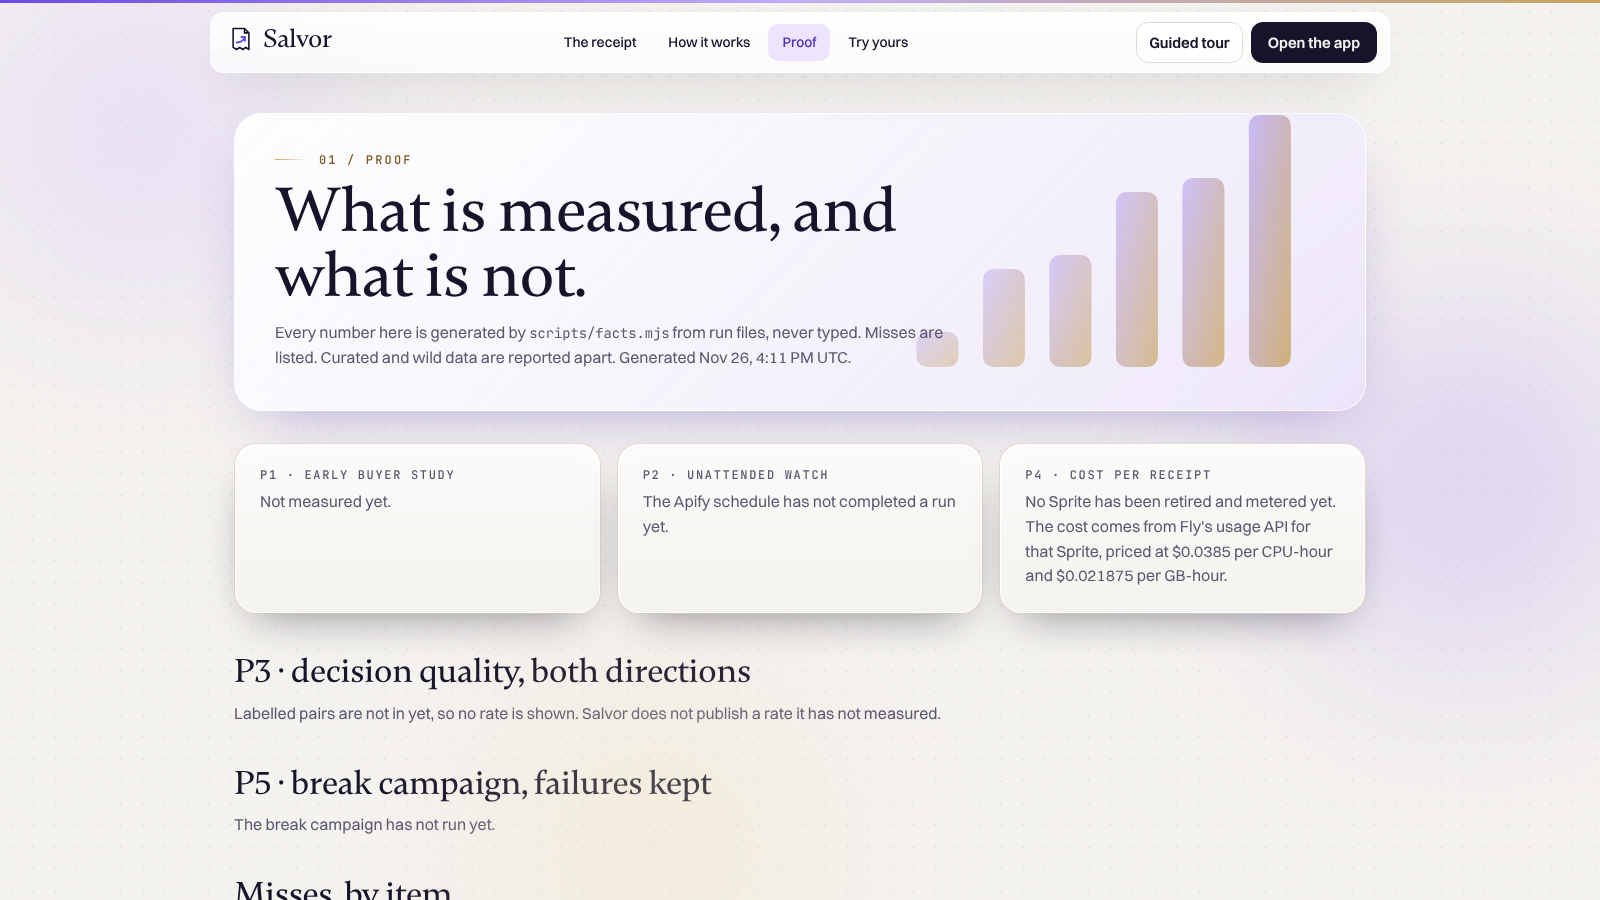 Salvor
The receipt
How it works
Proof
Try yours
Guided tour
Open the app
01 / PROOF
What is measured, and
what is not.
Every number here is generated by scripts/facts.mjs from run files, never typed. Misses are
listed. Curated and wild data are reported apart. Generated Nov 26, 4:11 PM UTC.
P1 · EARLY BUYER STUDY
Not measured yet.
P2 · UNATTENDED WATCH
The Apify schedule has not completed a run
yet.
P4 · COST PER RECEIPT
No Sprite has been retired and metered yet.
The cost comes from Fly's usage API for
that Sprite, priced at $0.0385 per CPU-hour
and $0.021875 per GB-hour.
P3 · decision quality, both directions
Labelled pairs are not in yet, so no rate is shown. Salvor does not publish a rate it has not measured.
P5 · break campaign, failures kept
The break campaign has not run yet.
Misses, by item